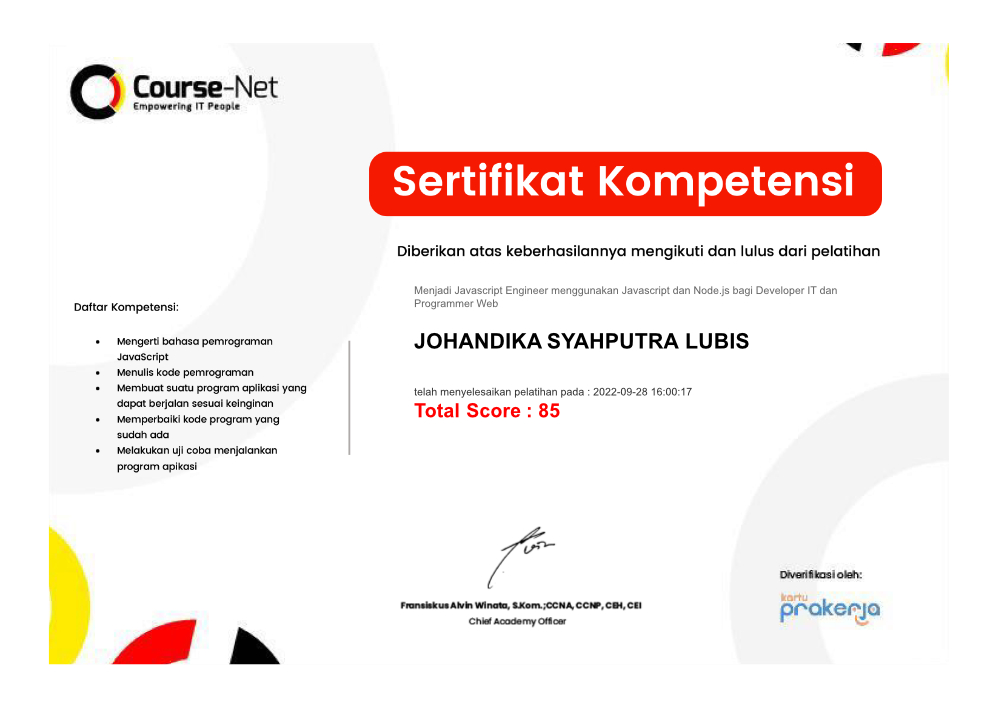 Course-Net
Empowering IT People
Sertifikat Kompetensi
Diberikan atas keberhasilannya mengikuti dan lulus dari pelatihan
Menjadi Javascript Engineer menggunakan Javascript dan Node.js bagi Developer IT dan
Programmer Web
JOHANDIKA SYAHPUTRA LUBIS
telah menyelesaikan pelatihan pada : 2022-09-28 16:00:17
Total Score : 85
Daftar Kompetensi:
• Mengerti bahasa pemrograman
JavaScript
• Menulis kode pemrograman
• Membuat suatu program aplikasi yang
dapat berjalan sesuai keinginan
• Memperbaiki kode program yang
sudah ada
• Melakukan uji coba menjalankan
program apikasi
Fransiskus Alvin Winata, S.Kom.;CCNA, CCNP, CEH, CEI
Chief Academy Officer
Diverifikasi oleh:
kartu
prakerja